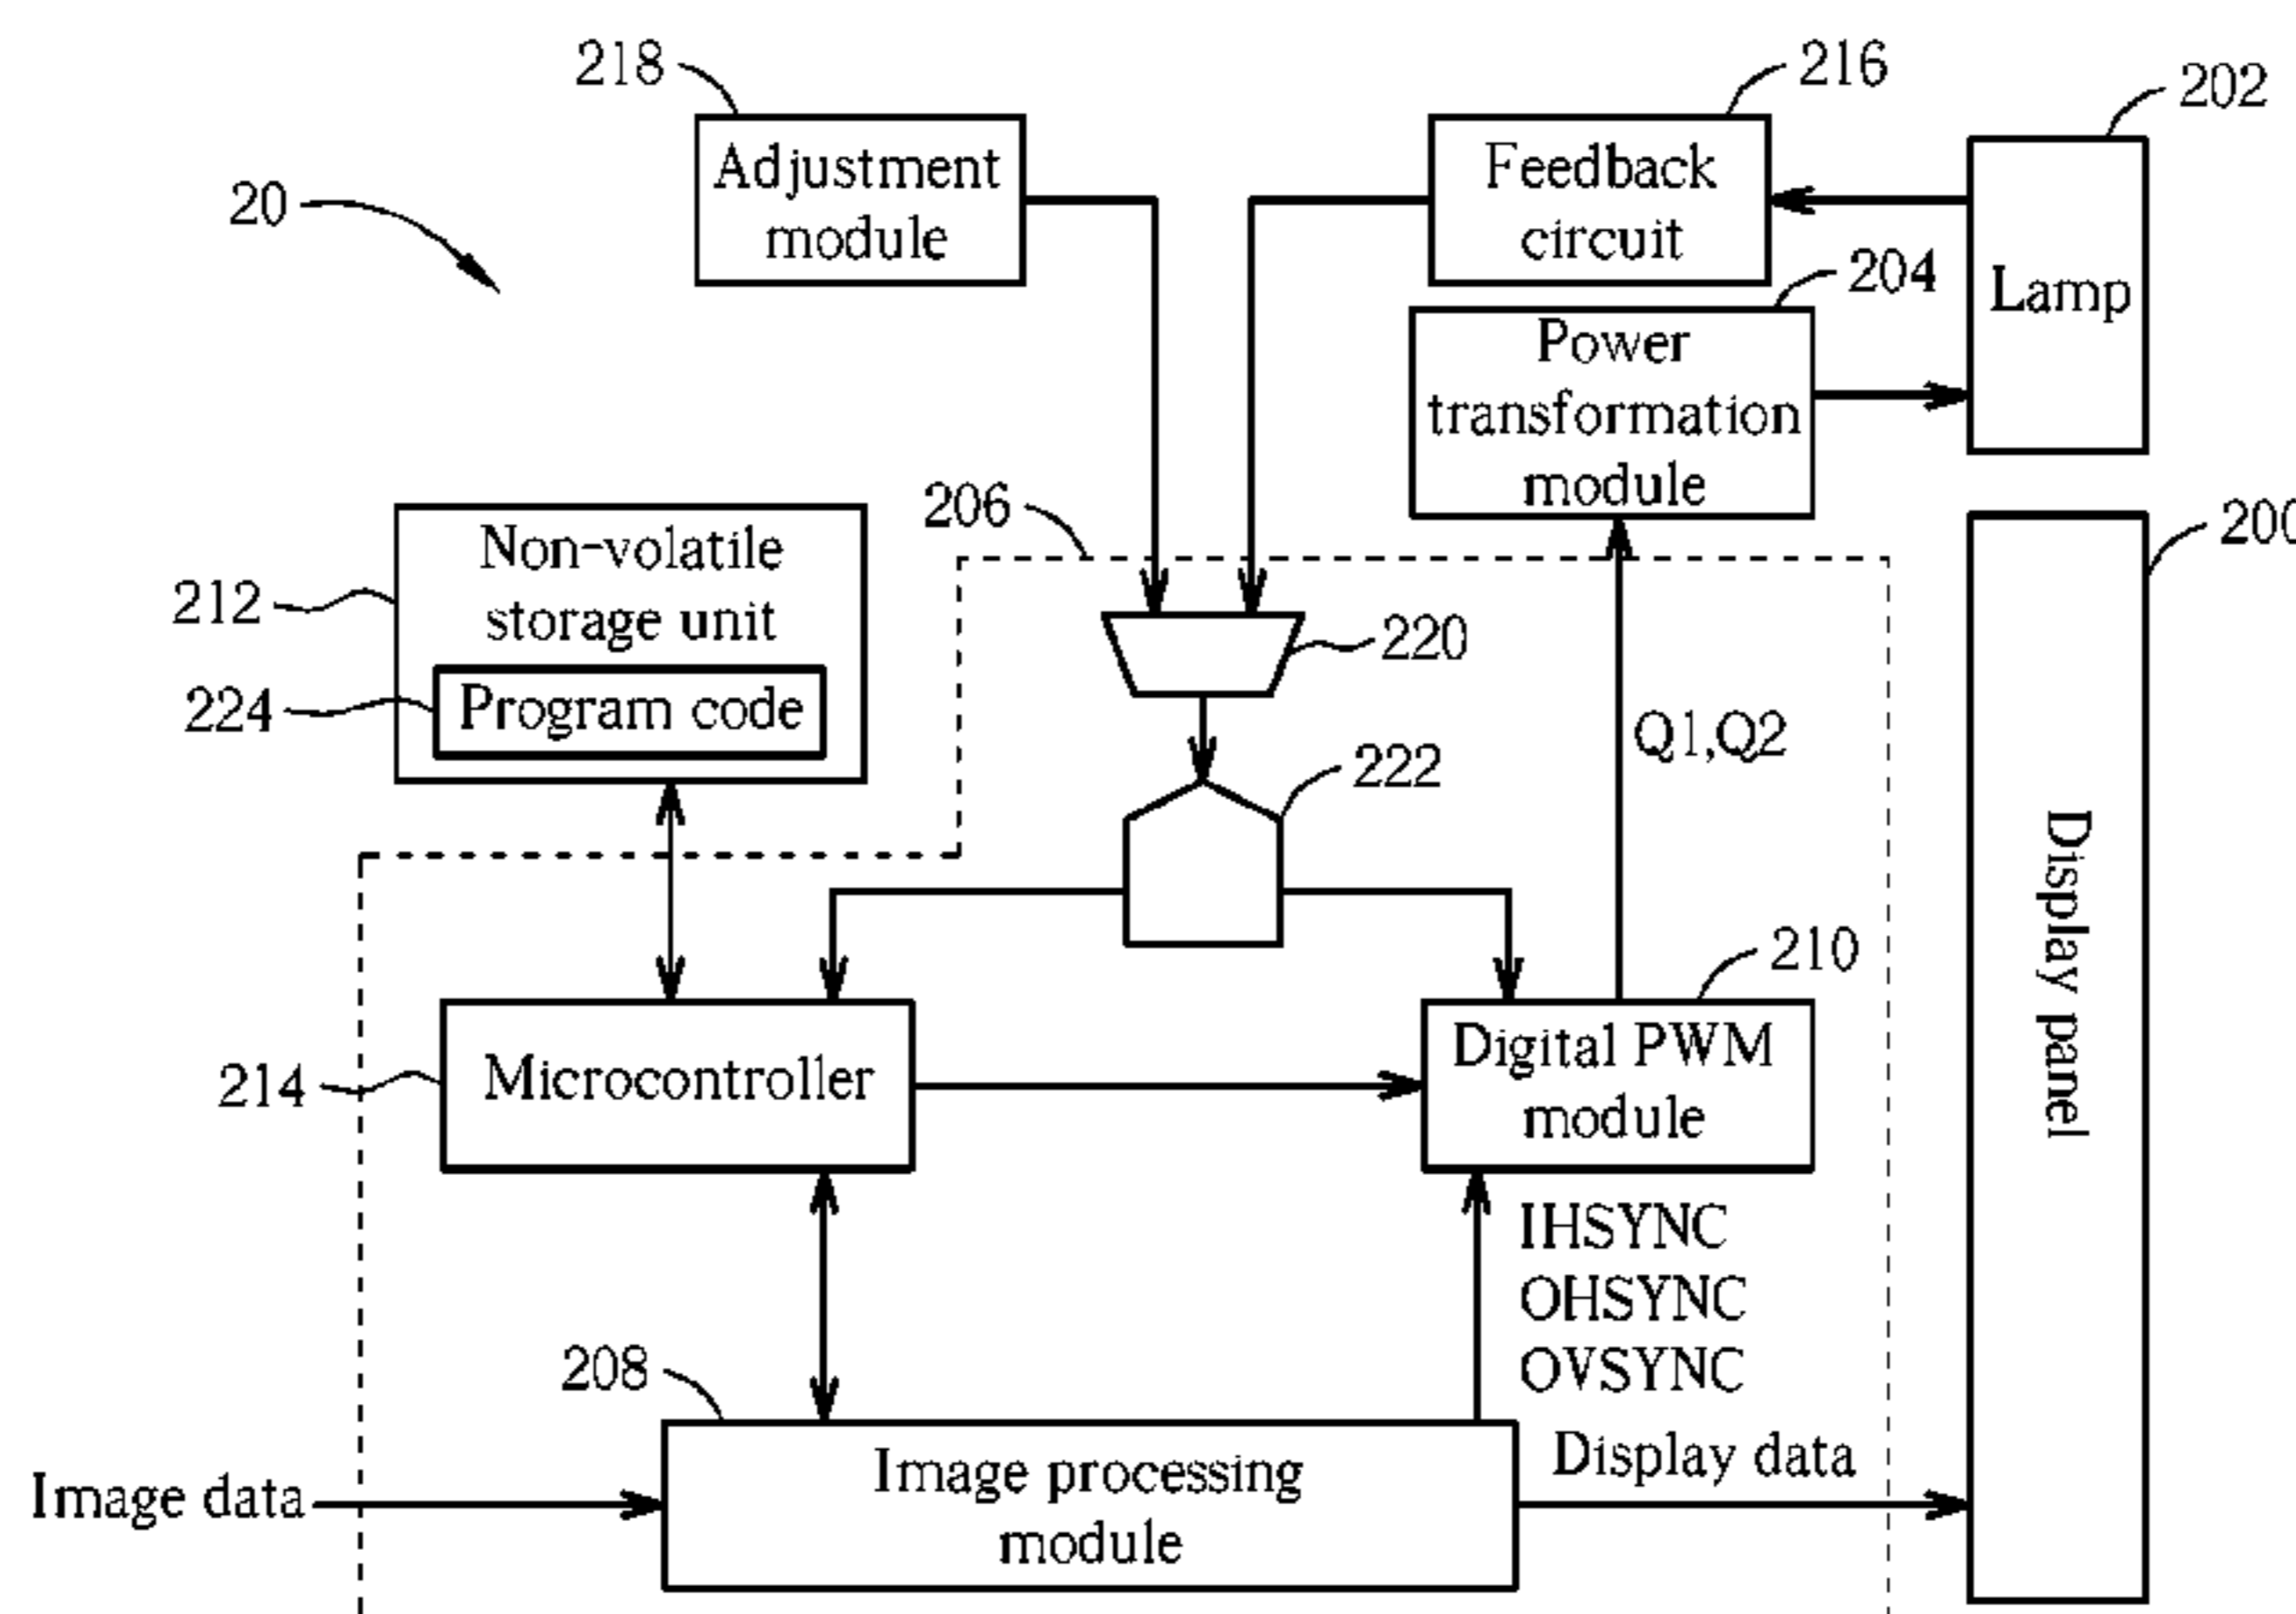 218
216
202
Adjustment
module
Feedback
circuit
20
204
Lamp
Power
transformation
module
206
200
Non-volatile
storage unit
212
220
224
Program code
Q1,Q2
222
Display panel
210
Microcontroller
Digital PWM
module
214
IHSYNC
OHSYNC
OVSYNC
208
Display data
Image processing
module
Image data